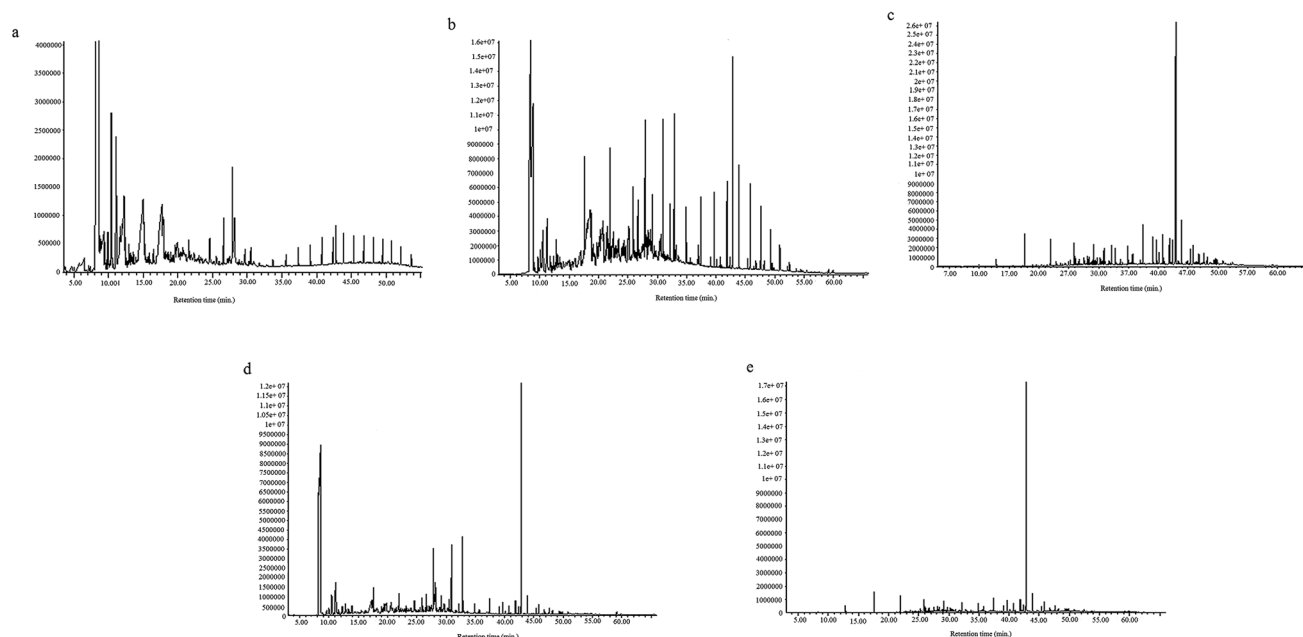 a
4000000
3500000
3000000
2500000
2000000
1500000
1000000
500000
0
5.00 10.00 15.00 20.00 25.00 30.00 35.00 40.00 45.00 50.00
Retention time (min.)
b
1.6e+ 07
1.5e+ 07
1.4e+ 07
1.3e+ 07
1.2e+ 07
1.1e+ 07
1e+ 07
9000000
8000000
7000000
6000000
5000000
4000000
3000000
2000000
1000000
0
5.00 10.00 15.00 20.00 25.00 30.00 35.00 40.00 45.00 50.00 55.00 60.00
Retention time (min.)
c
2.6e+ 07
2.5e+ 07
2.4e+ 07
2.3e+ 07
2.2e+ 07
2.1e+ 07
2e+ 07
1.9e+ 07
1.8e+ 07
1.7e+ 07
1.6e+ 07
1.5e+ 07
1.4e+ 07
1.3e+ 07
1.2e+ 07
1.1e+ 07
1e+ 07
9000000
8000000
7000000
6000000
5000000
4000000
3000000
2000000
1000000
0
7.00 10.00 17.00 20.00 27.00 30.00 37.00 40.00 47.00 50.00 57.00 60.00
Retention time (min.)
d
1.2e+ 07
1.15e+ 07
1.1e+ 07
1.05e+ 07
1e+ 07
9500000
9000000
8500000
8000000
7500000
7000000
6500000
6000000
5500000
5000000
4500000
4000000
3500000
3000000
2500000
2000000
1500000
1000000
500000
5.00 10.00 15.00 20.00 25.00 30.00 35.00 40.00 45.00 50.00 55.00 60.00
Retention time (min.)
e
1.7e+ 07
1.6e+ 07
1.5e+ 07
1.4e+ 07
1.3e+ 07
1.2e+ 07
1.1e+ 07
1e+ 07
9000000
8000000
7000000
6000000
5000000
4000000
3000000
2000000
1000000
0
5.00 10.00 15.00 20.00 25.00 30.00 35.00 40.00 45.00 50.00 55.00 60.00
Retention time (min.)